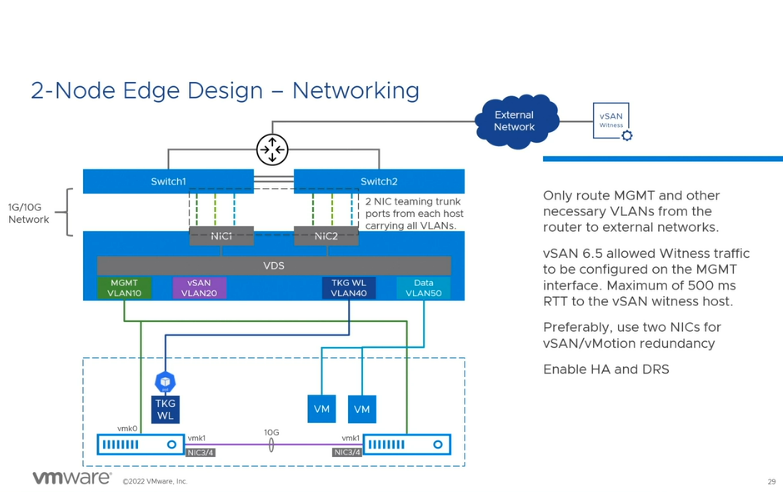 2-Node Edge Design – Networking
External
Network
vSAN
Witness
Switch1
Switch2
1G/10G
Network
2 NIC teaming trunk
ports from each host
carrying all VLANs.
NIC1
NIC2
VDS
MGMT
VLAN10
vSAN
VLAN20
TKG WL
VLAN40
Data
VLAN50
Only route MGMT and other
necessary VLANs from the
router to external networks.
vSAN 6.5 allowed Witness traffic
to be configured on the MGMT
interface. Maximum of 500 ms
RTT to the vSAN witness host.
Preferably, use two NICs for
vSAN/vMotion redundancy
Enable HA and DRS
TKG
WL
VM
VM
vmk0
vmk1
10G
vmk1
NIC3/4
NIC3/4
vmware®
©2022 VMware, Inc.
29